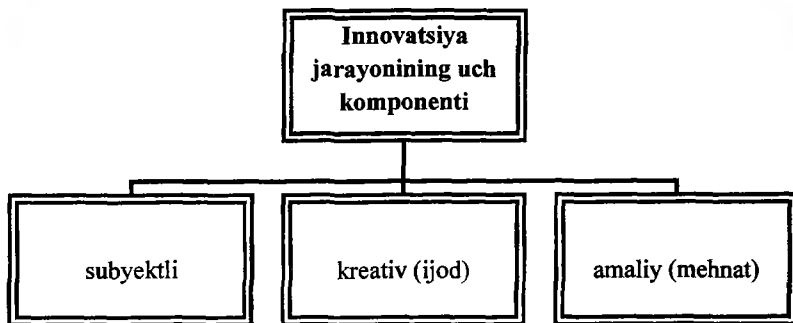 Innovatsiya
jarayonining uch
komponenti
subyektli
kreativ (ijod)
amaliy (mehnat)